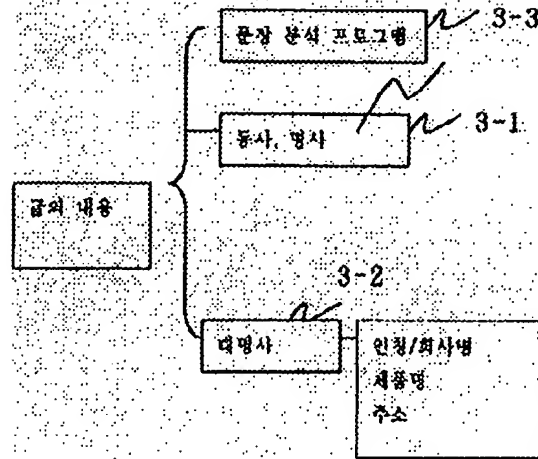 문장 분석 프로그램
3-3
동사, 명사
3-1
글의 내용
3-2
대명사
인칭/회사명
제품명
주소